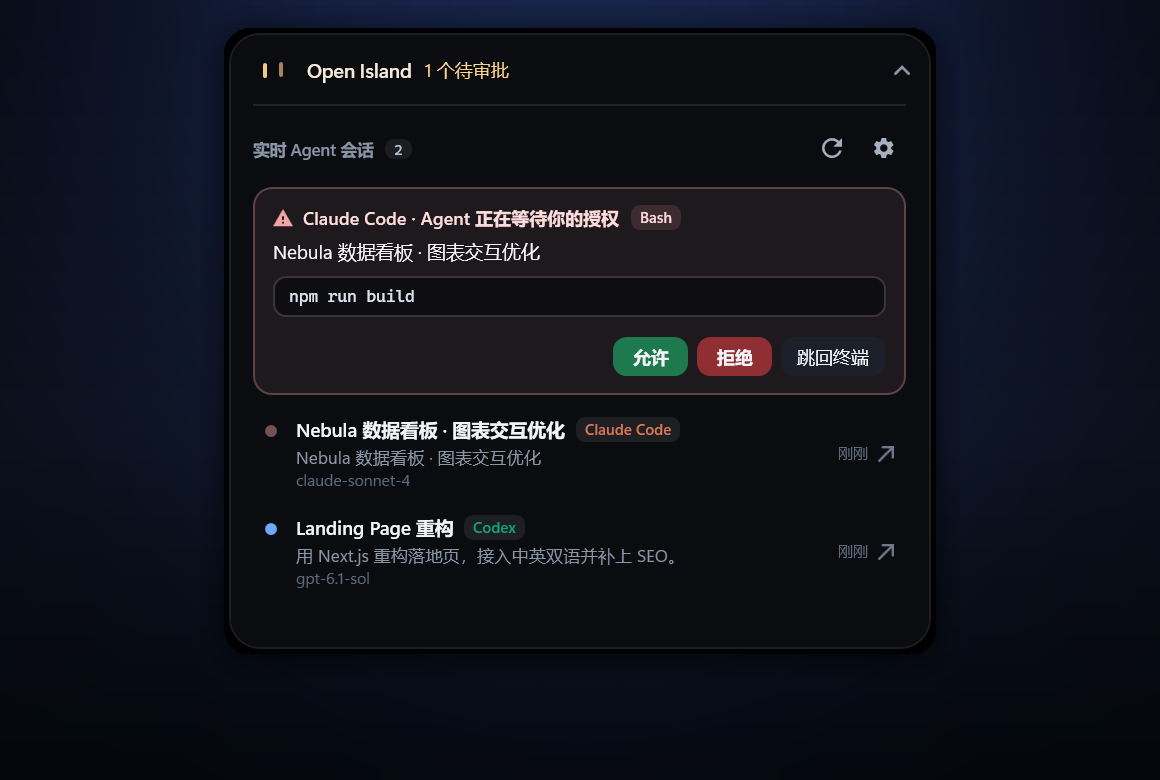 Open Island 1 个待审批
实时 Agent 会话 2
Claude Code · Agent 正在等待你的授权 Bash
Nebula 数据看板 · 图表交互优化
npm run build
允许 拒绝 跳回终端
Nebula 数据看板 · 图表交互优化 Claude Code
Nebula 数据看板 · 图表交互优化
刚刚
claude-sonnet-4
Landing Page 重构 Codex
用 Next.js 重构落地页，接入中英双语并补上 SEO。
刚刚
gpt-6.1-sol